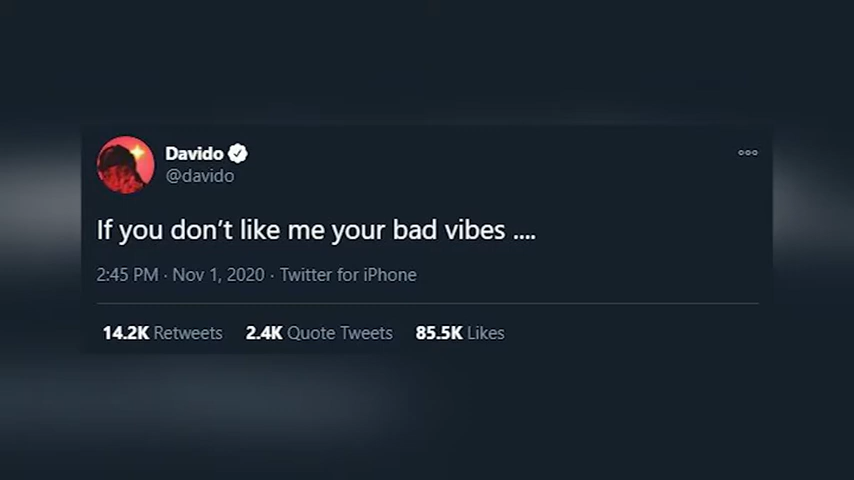 Davido
@davido
If you don't like me your bad vibes ....
2:45 PM · Nov 1, 2020 · Twitter for iPhone
14.2K Retweets 2.4K Quote Tweets 85.5K Likes